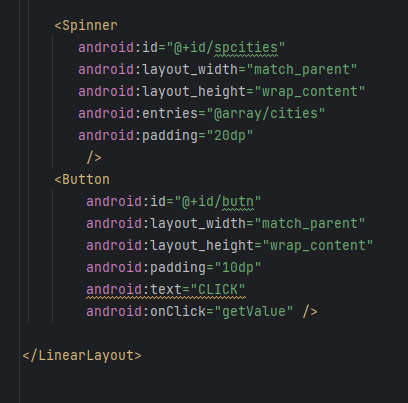 <Spinner
android:id="@+id/spcities"
android:layout_width="match_parent"
android:layout_height="wrap_content"
android:entries="@array/cities"
android:padding="20dp"
/>
<Button
android:id="@+id/butn"
android:layout_width="match_parent"
android:layout_height="wrap_content"
android:padding="10dp"
android:text="CLICK"
android:onClick="getValue" />
</LinearLayout>